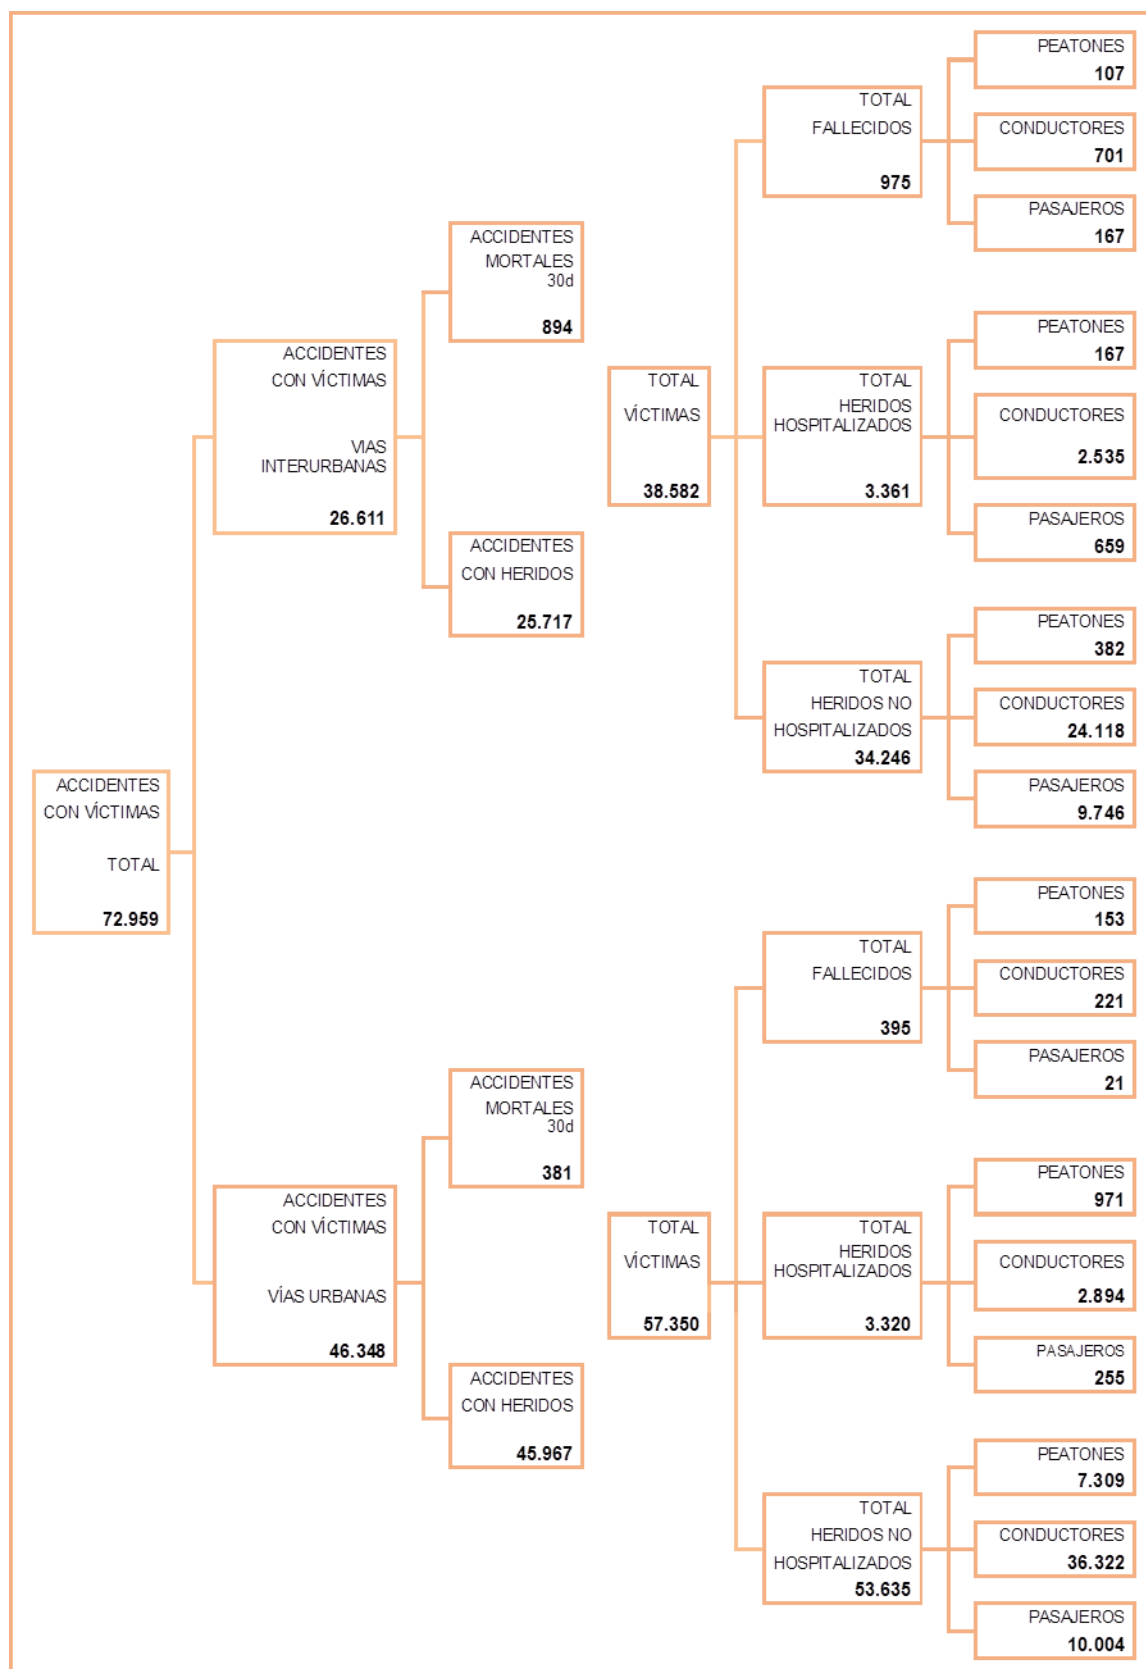 ACCIDENTES
CON VÍCTIMAS
TOTAL
72.959
ACCIDENTES
CON VÍCTIMAS
VIAS
INTERURBANAS
26.611
ACCIDENTES
MORTALES
30d
894
ACCIDENTES
CON HERIDOS
25.717
TOTAL
VÍCTIMAS
38.582
TOTAL
FALLECIDOS
975
PEATONES
107
CONDUCTORES
701
PASAJEROS
167
TOTAL
HERIDOS
HOSPITALIZADOS
3.361
PEATONES
167
CONDUCTORES
2.535
PASAJEROS
659
TOTAL
HERIDOS NO
HOSPITALIZADOS
34.246
PEATONES
382
CONDUCTORES
24.118
PASAJEROS
9.746
ACCIDENTES
CON VÍCTIMAS
VÍAS URBANAS
46.348
ACCIDENTES
MORTALES
30d
381
ACCIDENTES
CON HERIDOS
45.967
TOTAL
VÍCTIMAS
57.350
TOTAL
FALLECIDOS
395
PEATONES
153
CONDUCTORES
221
PASAJEROS
21
TOTAL
HERIDOS
HOSPITALIZADOS
3.320
PEATONES
971
CONDUCTORES
2.894
PASAJEROS
255
TOTAL
HERIDOS NO
HOSPITALIZADOS
53.635
PEATONES
7.309
CONDUCTORES
36.322
PASAJEROS
10.004